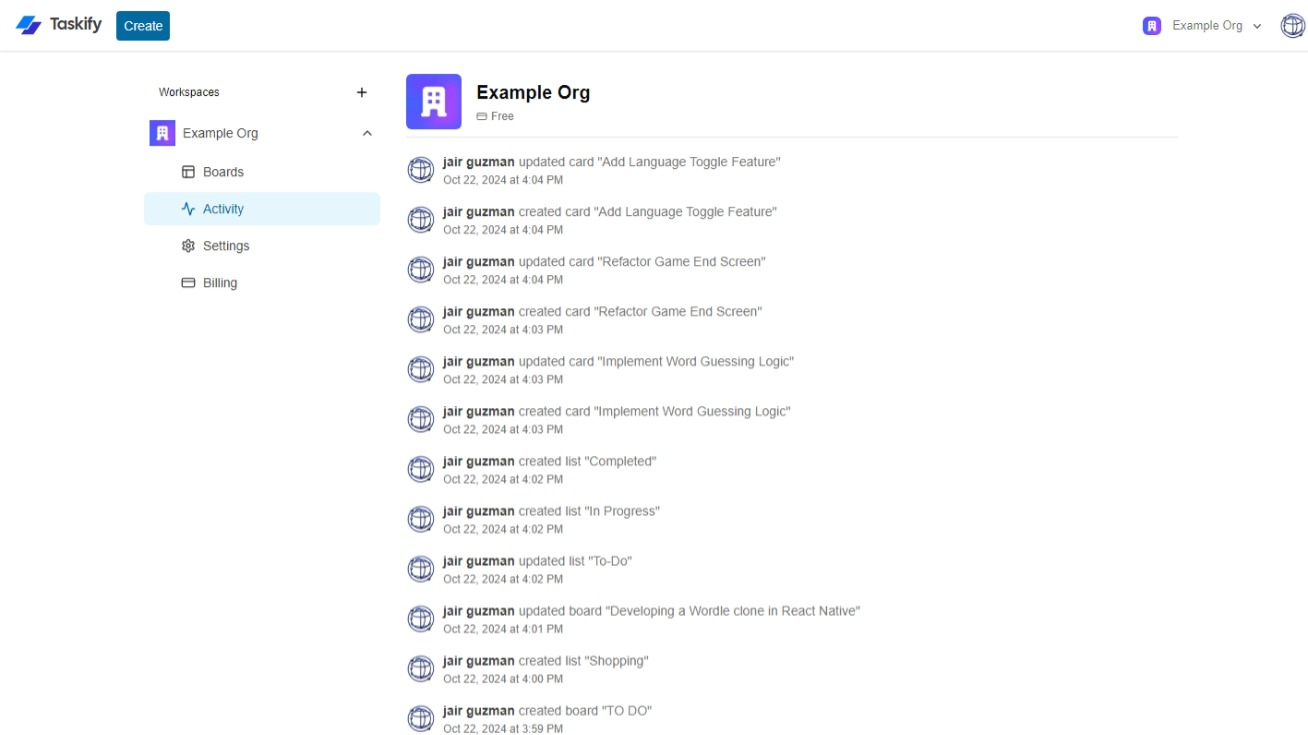 Taskify
Create
Example Org
Workspaces
Example Org
Boards
Activity
Settings
Billing
Example Org
Free
jair guzman updated card "Add Language Toggle Feature"
Oct 22, 2024 at 4:04 PM
jair guzman created card "Add Language Toggle Feature"
Oct 22, 2024 at 4:04 PM
jair guzman updated card "Refactor Game End Screen"
Oct 22, 2024 at 4:04 PM
jair guzman created card "Refactor Game End Screen"
Oct 22, 2024 at 4:03 PM
jair guzman updated card "Implement Word Guessing Logic"
Oct 22, 2024 at 4:03 PM
jair guzman created card "Implement Word Guessing Logic"
Oct 22, 2024 at 4:03 PM
jair guzman created list "Completed"
Oct 22, 2024 at 4:02 PM
jair guzman created list "In Progress"
Oct 22, 2024 at 4:02 PM
jair guzman updated list "To-Do"
Oct 22, 2024 at 4:02 PM
jair guzman updated board "Developing a Wordle clone in React Native"
Oct 22, 2024 at 4:01 PM
jair guzman created list "Shopping"
Oct 22, 2024 at 4:00 PM
jair guzman created board "TO DO"
Oct 22, 2024 at 3:59 PM